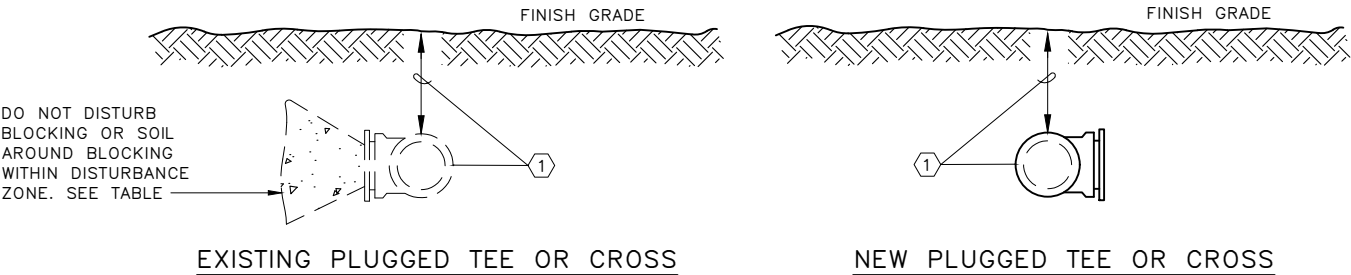 FINISH GRADE
FINISH GRADE
DO NOT DISTURB
BLOCKING OR SOIL
AROUND BLOCKING
WITHIN DISTURBANCE
ZONE. SEE TABLE
1
1
EXISTING PLUGGED TEE OR CROSS
NEW PLUGGED TEE OR CROSS